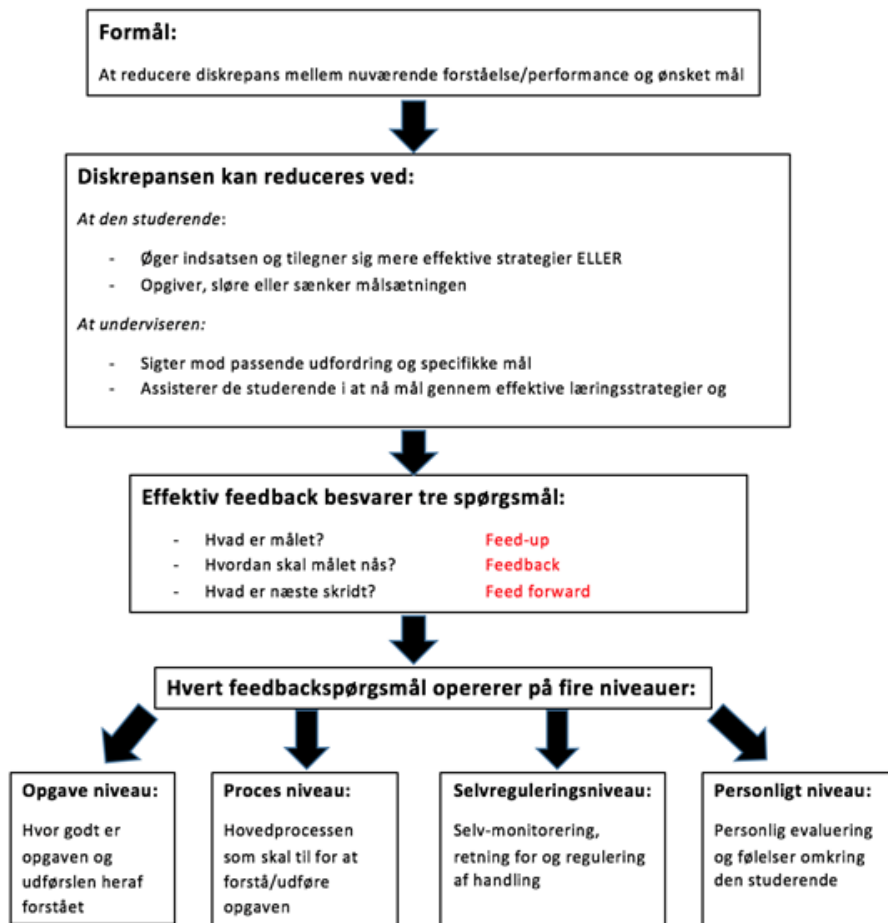 Formål:
At reducere diskrepans mellem nuværende forståelse/performance og ønsket mål
Diskrepansen kan reduceres ved:
At den studerende:
- Øger indsatsen og tilegner sig mere effektive strategier ELLER
- Opgiver, sløre eller sænker målsætningen
At underviseren:
- Sigter mod passende udfordring og specifikke mål
- Assisterer de studerende i at nå mål gennem effektive læringsstrategier og
Effektiv feedback besvarer tre spørgsmål:
- Hvad er målet? Feed-up
- Hvordan skal målet nås? Feedback
- Hvad er næste skridt? Feed forward
Hvert feedbackspørgsmål opererer på fire niveauer:
Opgave niveau:
Hvor godt er
opgaven og
udførslen heraf
forstået
Proces niveau:
Hovedprocessen
som skal til for at
forstå/udføre
opgaven
Selvreguleringsniveau:
Selv-monitorering,
retning for og regulering
af handling
Personligt niveau:
Personlig evaluering
og følelser omkring
den studerende